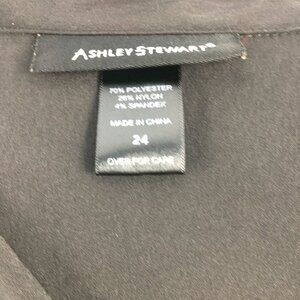 ASHLEY STEWART®
70% POLYESTER
26% NYLON
4% SPANDEX
MADE IN CHINA
24
OVER FOR CARE